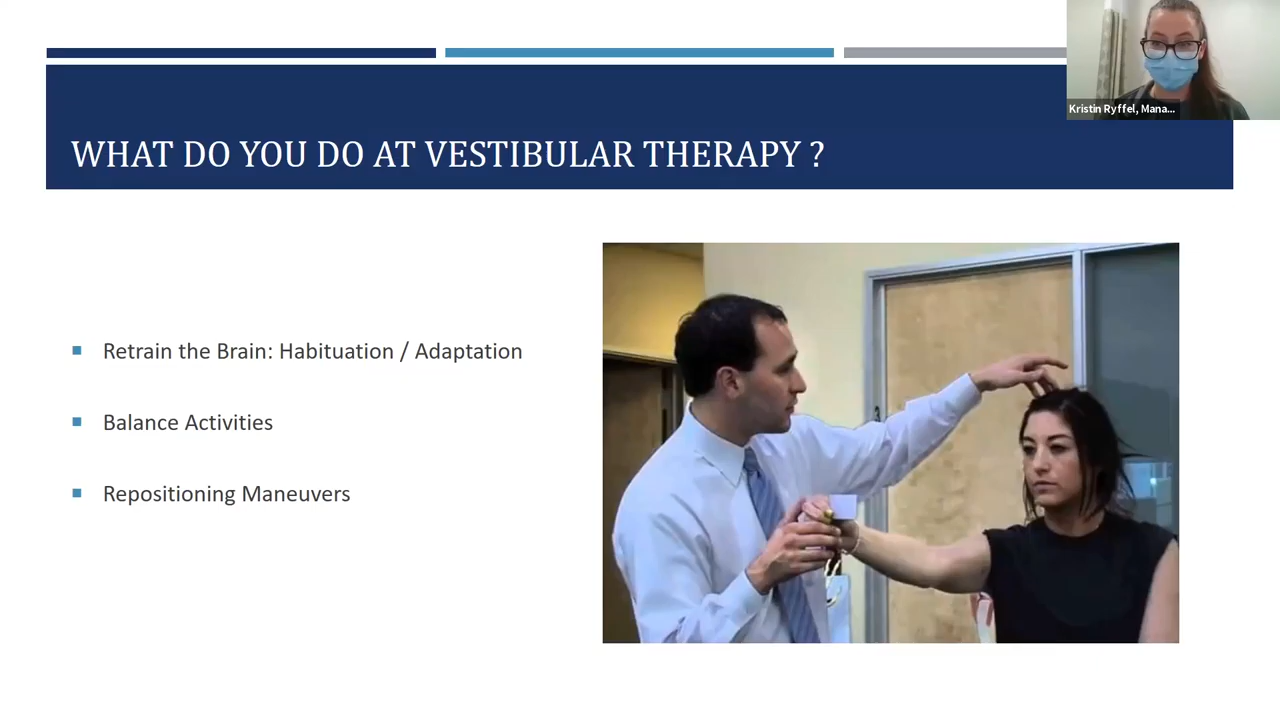 Kristin Ryffel, Mana...
WHAT DO YOU DO AT VESTIBULAR THERAPY ?
Retrain the Brain: Habituation / Adaptation
Balance Activities
Repositioning Maneuvers